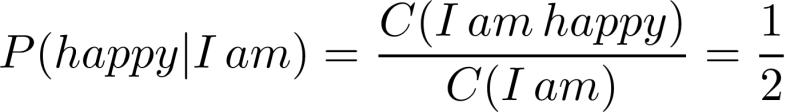 P(happy|I am) = C(I am happy) / C(I am) = 1 / 2